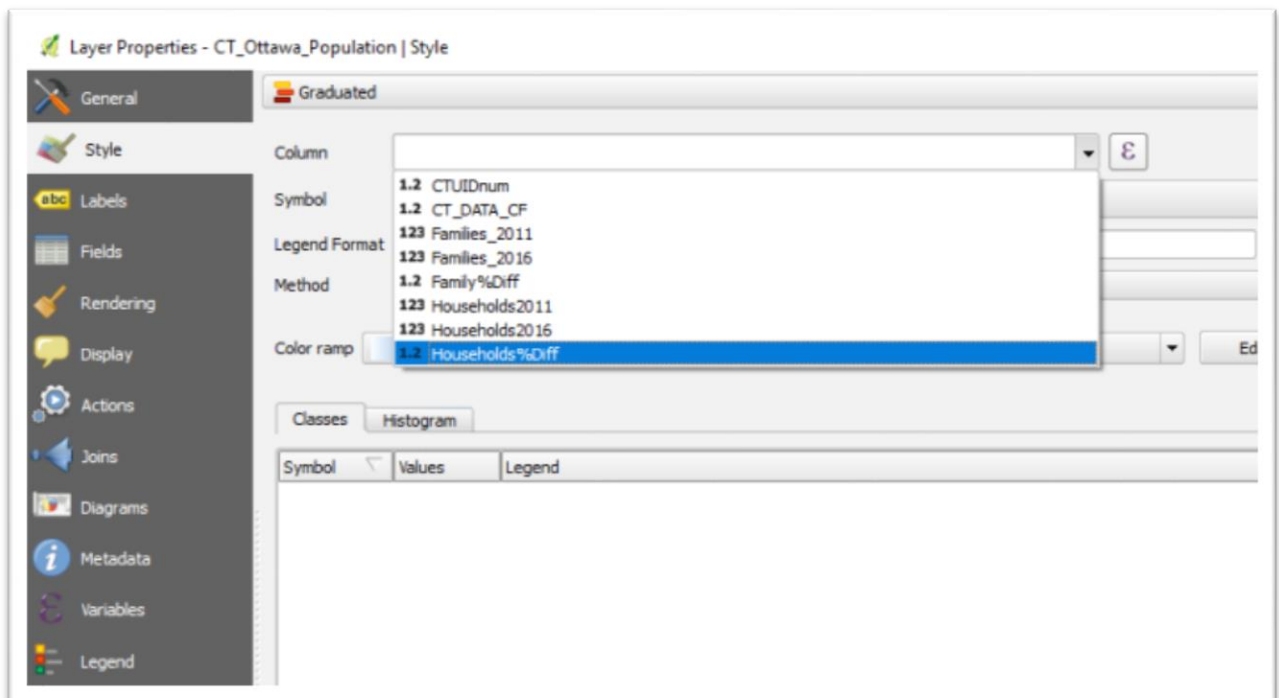 Layer Properties - CT_Ottawa_Population | Style
General
Graduated
Style
Column
ε
1.2 CTUIDnum
abc Labels
Symbol
1.2 CT_DATA_CF
123 Families_2011
Fields
Legend Format
123 Families_2016
1.2 Family%Diff
Rendering
Method
123 Households2011
123 Households2016
Display
Color ramp
1.2 Households%Diff
Ed
Actions
Classes
Histogram
Joins
Symbol
Values
Legend
Diagrams
i Metadata
ε Variables
Legend